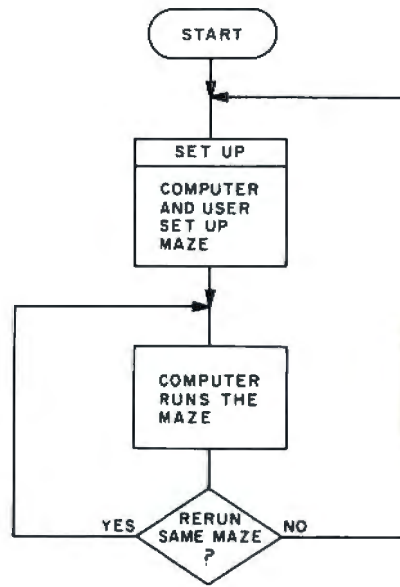 START
SET UP
COMPUTER
AND USER
SET UP
MAZE
COMPUTER
RUNS THE
MAZE
YES
RERUN
SAME MAZE
?
NO